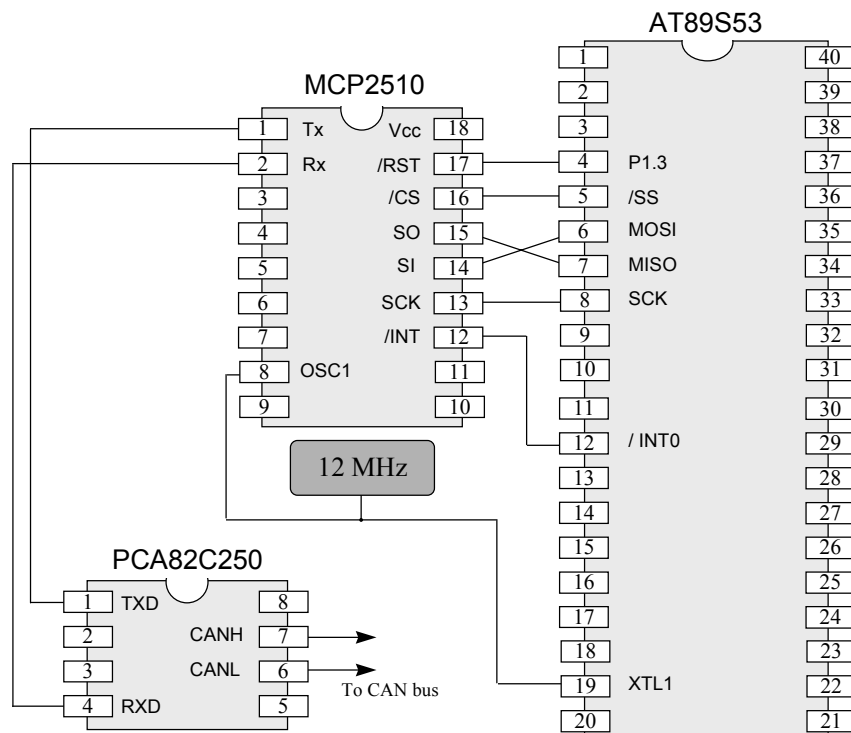 AT89S53
1 40
2 39
3 38
4 P1.3 37
5 /SS 36
6 MOSI 35
7 MISO 34
8 SCK 33
9 32
10 31
11 30
12 / INT0 29
13 28
14 27
15 26
16 25
17 24
18 23
19 XTL1 22
20 21
MCP2510
1 Tx Vcc 18
2 Rx /RST 17
3 /CS 16
4 SO 15
5 SI 14
6 SCK 13
7 /INT 12
8 OSC1 11
9 10
12 MHz
PCA82C250
1 TXD 8
2 CANH 7
3 CANL 6
4 RXD 5
To CAN bus